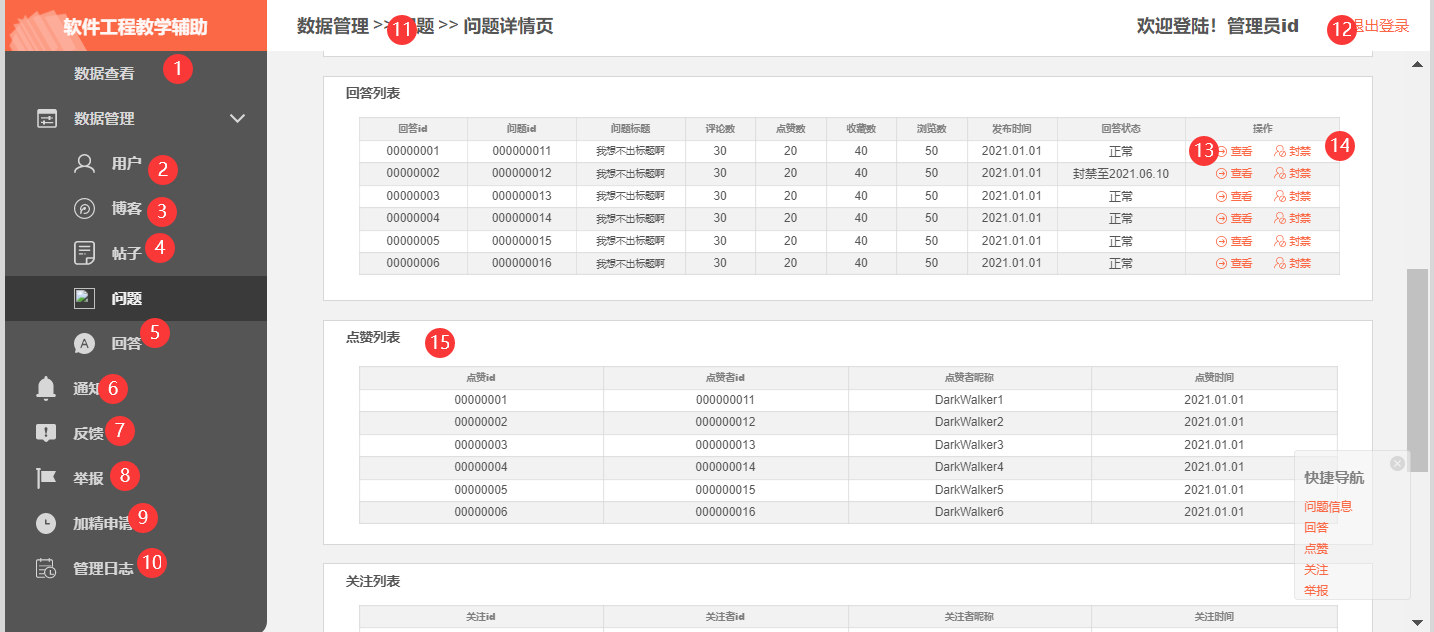 软件工程教学辅助
数据管理 >> 问题 >> 问题详情页
11
欢迎登陆！管理员id
12
退出登录
数据查看
1
数据管理
用户
2
博客
3
帖子
4
问题
回答
5
通知
6
反馈
7
举报
8
加精申请
9
管理日志
10
回答列表
回答id 问题id 问题标题 评论数 点赞数 收藏数 浏览数 发布时间 回答状态 操作
00000001 000000011 我想不出标题啊 30 20 40 50 2021.01.01 正常 13 查看 封禁 14
00000002 000000012 我想不出标题啊 30 20 40 50 2021.01.01 封禁至2021.06.10 查看 封禁
00000003 000000013 我想不出标题啊 30 20 40 50 2021.01.01 正常 查看 封禁
00000004 000000014 我想不出标题啊 30 20 40 50 2021.01.01 正常 查看 封禁
00000005 000000015 我想不出标题啊 30 20 40 50 2021.01.01 正常 查看 封禁
00000006 000000016 我想不出标题啊 30 20 40 50 2021.01.01 正常 查看 封禁
点赞列表
15
点赞id 点赞者id 点赞者昵称 点赞时间
00000001 000000011 DarkWalker1 2021.01.01
00000002 000000012 DarkWalker2 2021.01.01
00000003 000000013 DarkWalker3 2021.01.01
00000004 000000014 DarkWalker4 2021.01.01
00000005 000000015 DarkWalker5 2021.01.01
00000006 000000016 DarkWalker6 2021.01.01
关注列表
关注id 关注者id 关注者昵称 关注时间
快捷导航
问题信息
回答
点赞
关注
举报